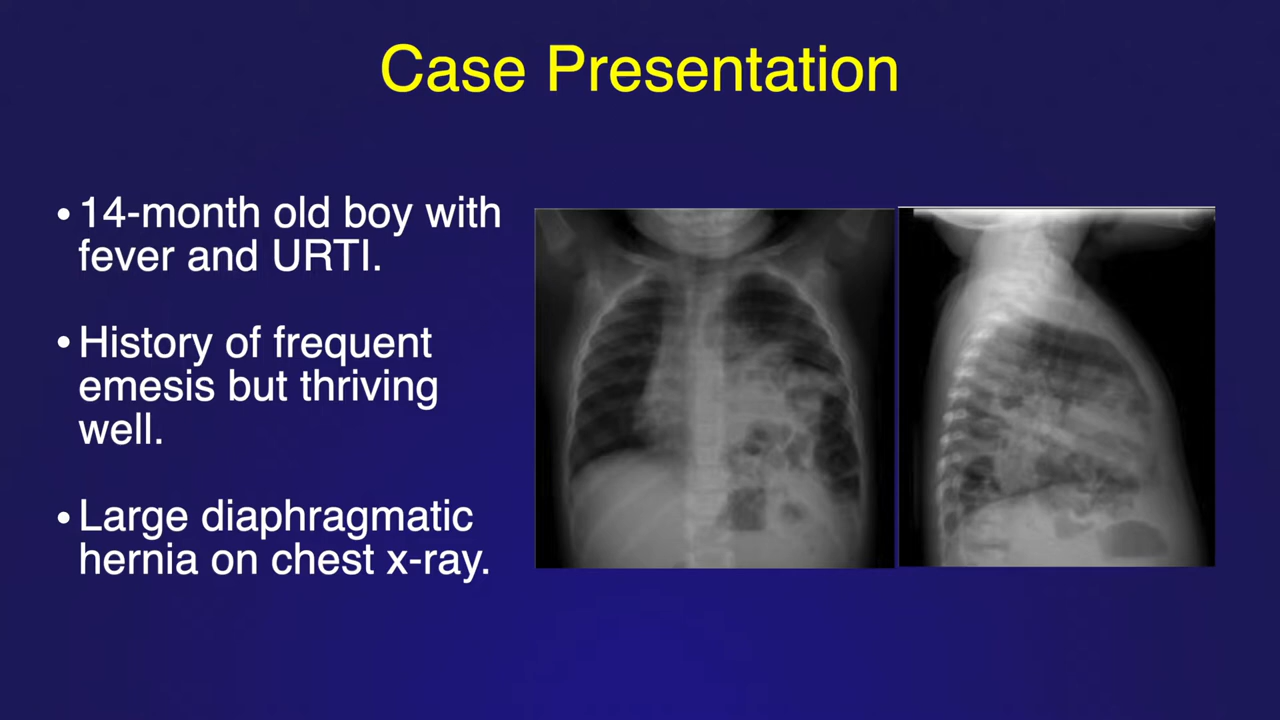 Case Presentation
• 14-month old boy with
fever and URTI.
• History of frequent
emesis but thriving
well.
• Large diaphragmatic
hernia on chest x-ray.